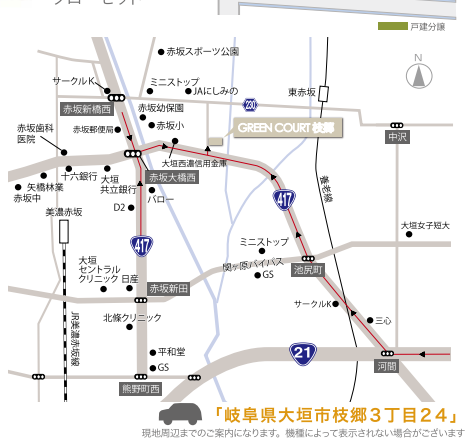 戸建分譲
N
赤坂スポーツ公園
サークルK
ミニストップ
JAにしみの
東赤坂
赤坂新橋西
赤坂幼保園
230
赤坂歯科
医院
赤坂郵便局
赤坂小
GREEN COURT 枝郷
中沢
大垣西濃信用金庫
十六銀行
大垣
共立銀行
赤坂大橋西
矢橋林業
赤坂中
バロー
養老線
美濃赤坂
D2
417
417
大垣女子短大
ミニストップ
大垣
セントラル
クリニック
日産
関ヶ原バイパス
GS
池尻町
赤坂新田
サークルK
JR美濃赤坂線
北條クリニック
三心
平和堂
21
河間
GS
熊野町西
「岐阜県大垣市枝郷3丁目24」
現地周辺までのご案内になります。機種によって表示されない場合がございます